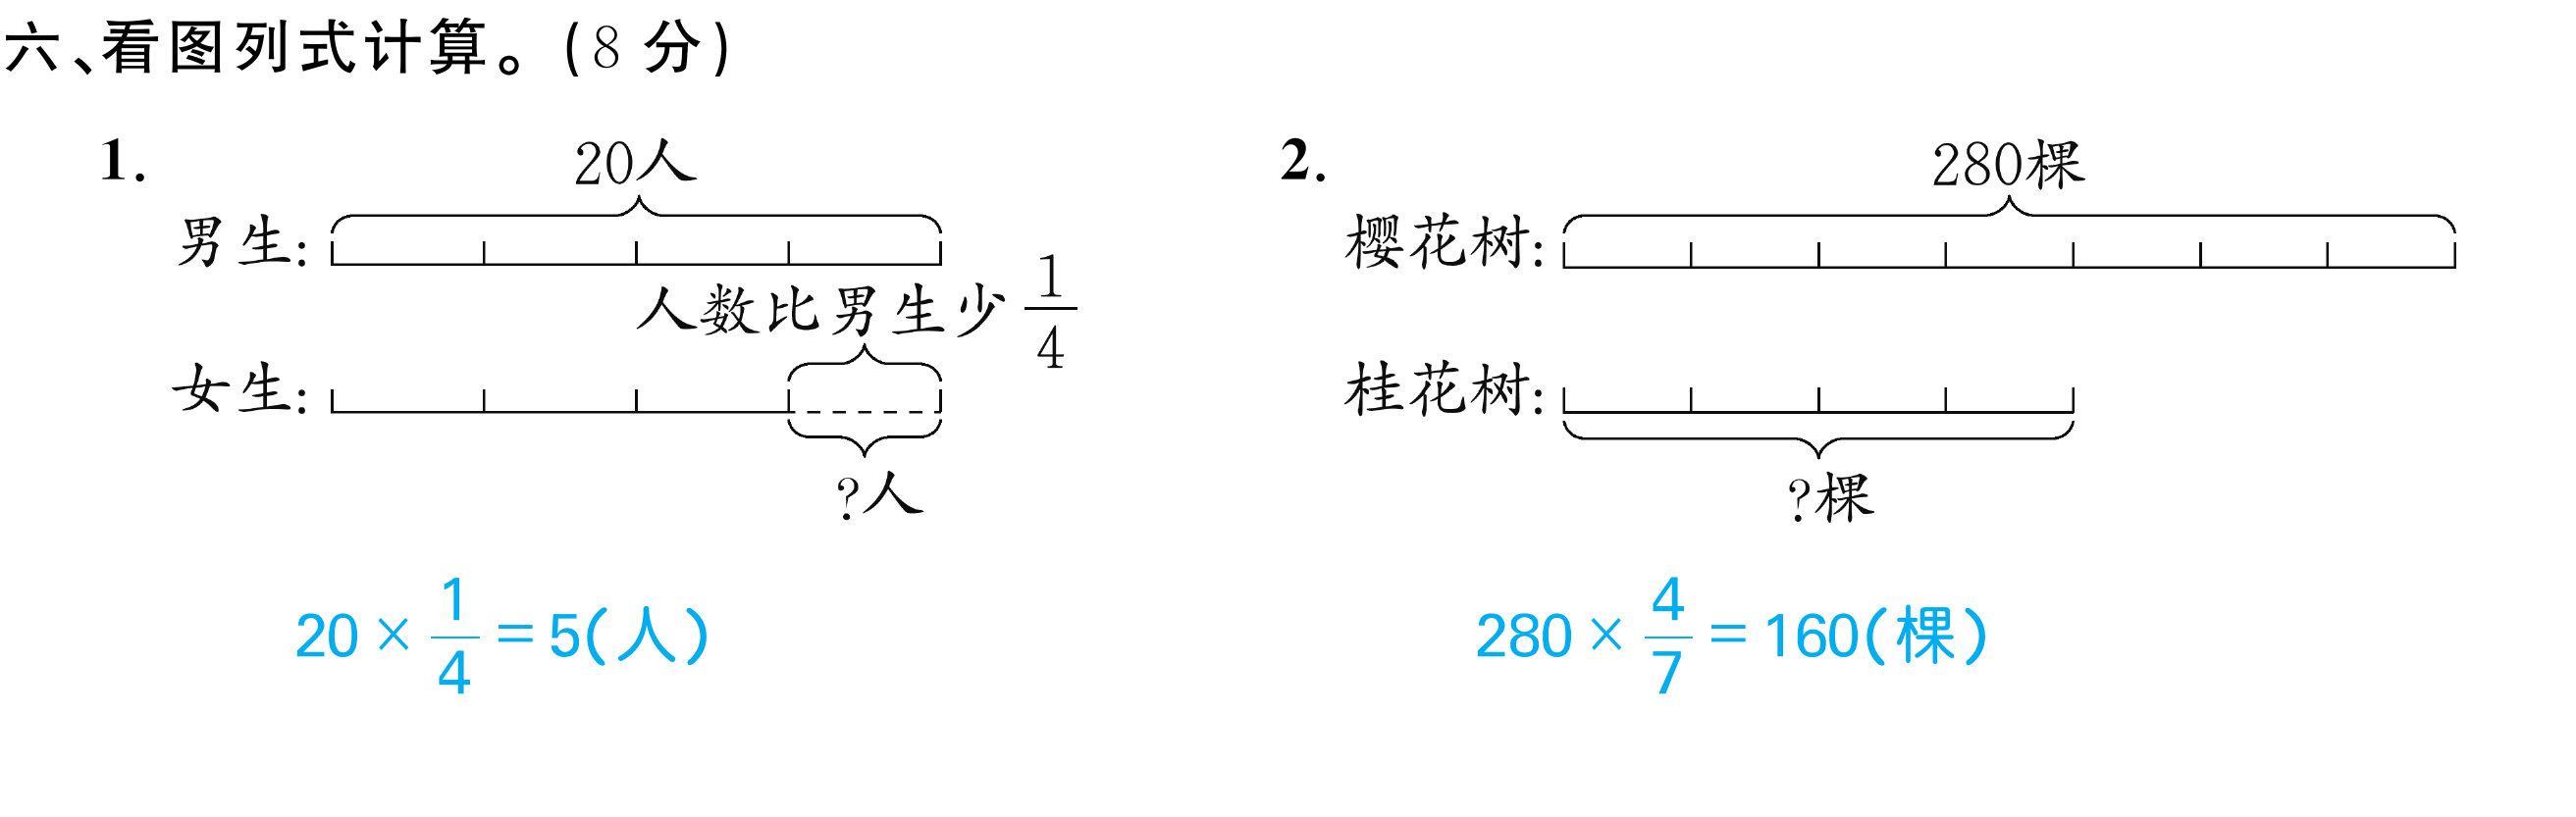 六、看图列式计算。(8 分)
1.
20人
男生:
人数比男生少 1/4
女生:
?人
20 × 1/4 = 5(人)
2.
280棵
樱花树:
桂花树:
?棵
280 × 4/7 = 160(棵)